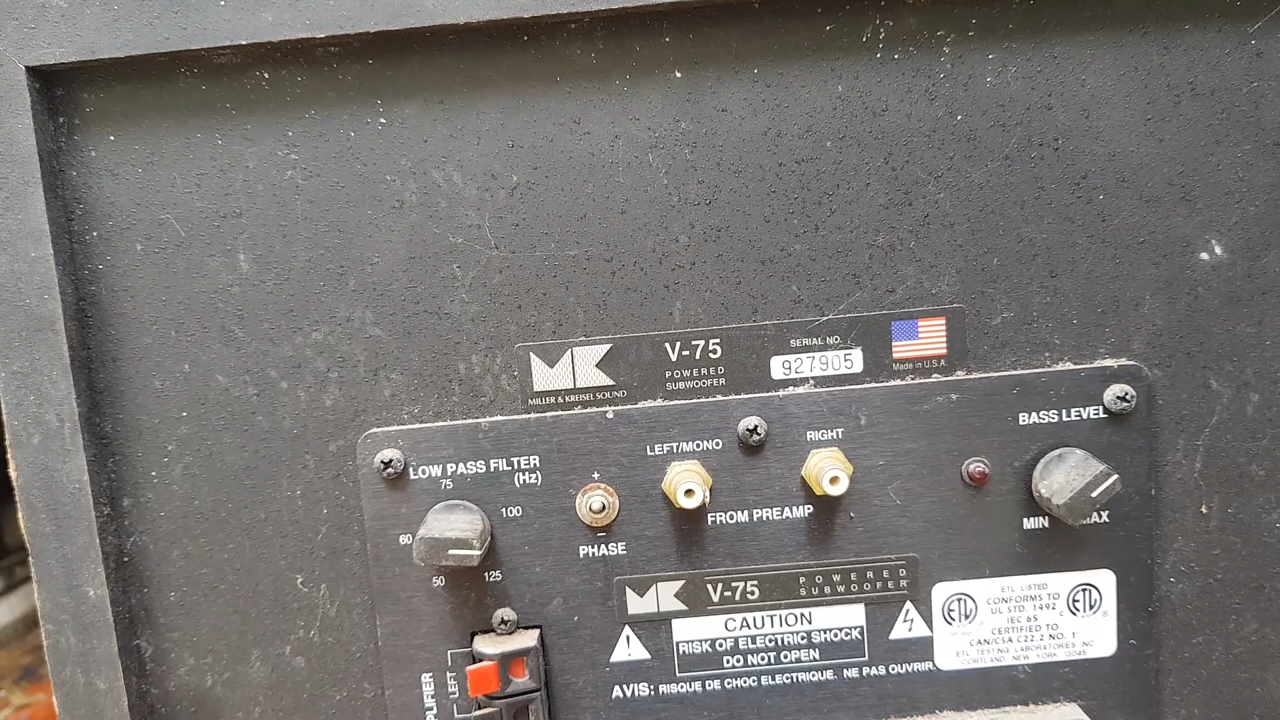 MK
MILLER & KREISEL SOUND
V-75
POWERED
SUBWOOFER
SERIAL NO.
927905
Made in U.S.A.
LOW PASS FILTER
(Hz)
75
100
60
50
125
+
−
PHASE
LEFT/MONO
RIGHT
FROM PREAMP
BASS LEVEL
MIN
MAX
MK
V-75
POWERED
SUBWOOFER
CAUTION
RISK OF ELECTRIC SHOCK
DO NOT OPEN
AVIS: RISQUE DE CHOC ELECTRIQUE. NE PAS OUVRIR.
ETL LISTED
CONFORMS TO
UL STD. 1492
IEC 65
CERTIFIED TO
CAN/CSA C22.2 NO. 1
ETL TESTING LABORATORIES INC
CORTLAND, NEW YORK 13045
ETL
c ETL
PLIFIER
LEFT